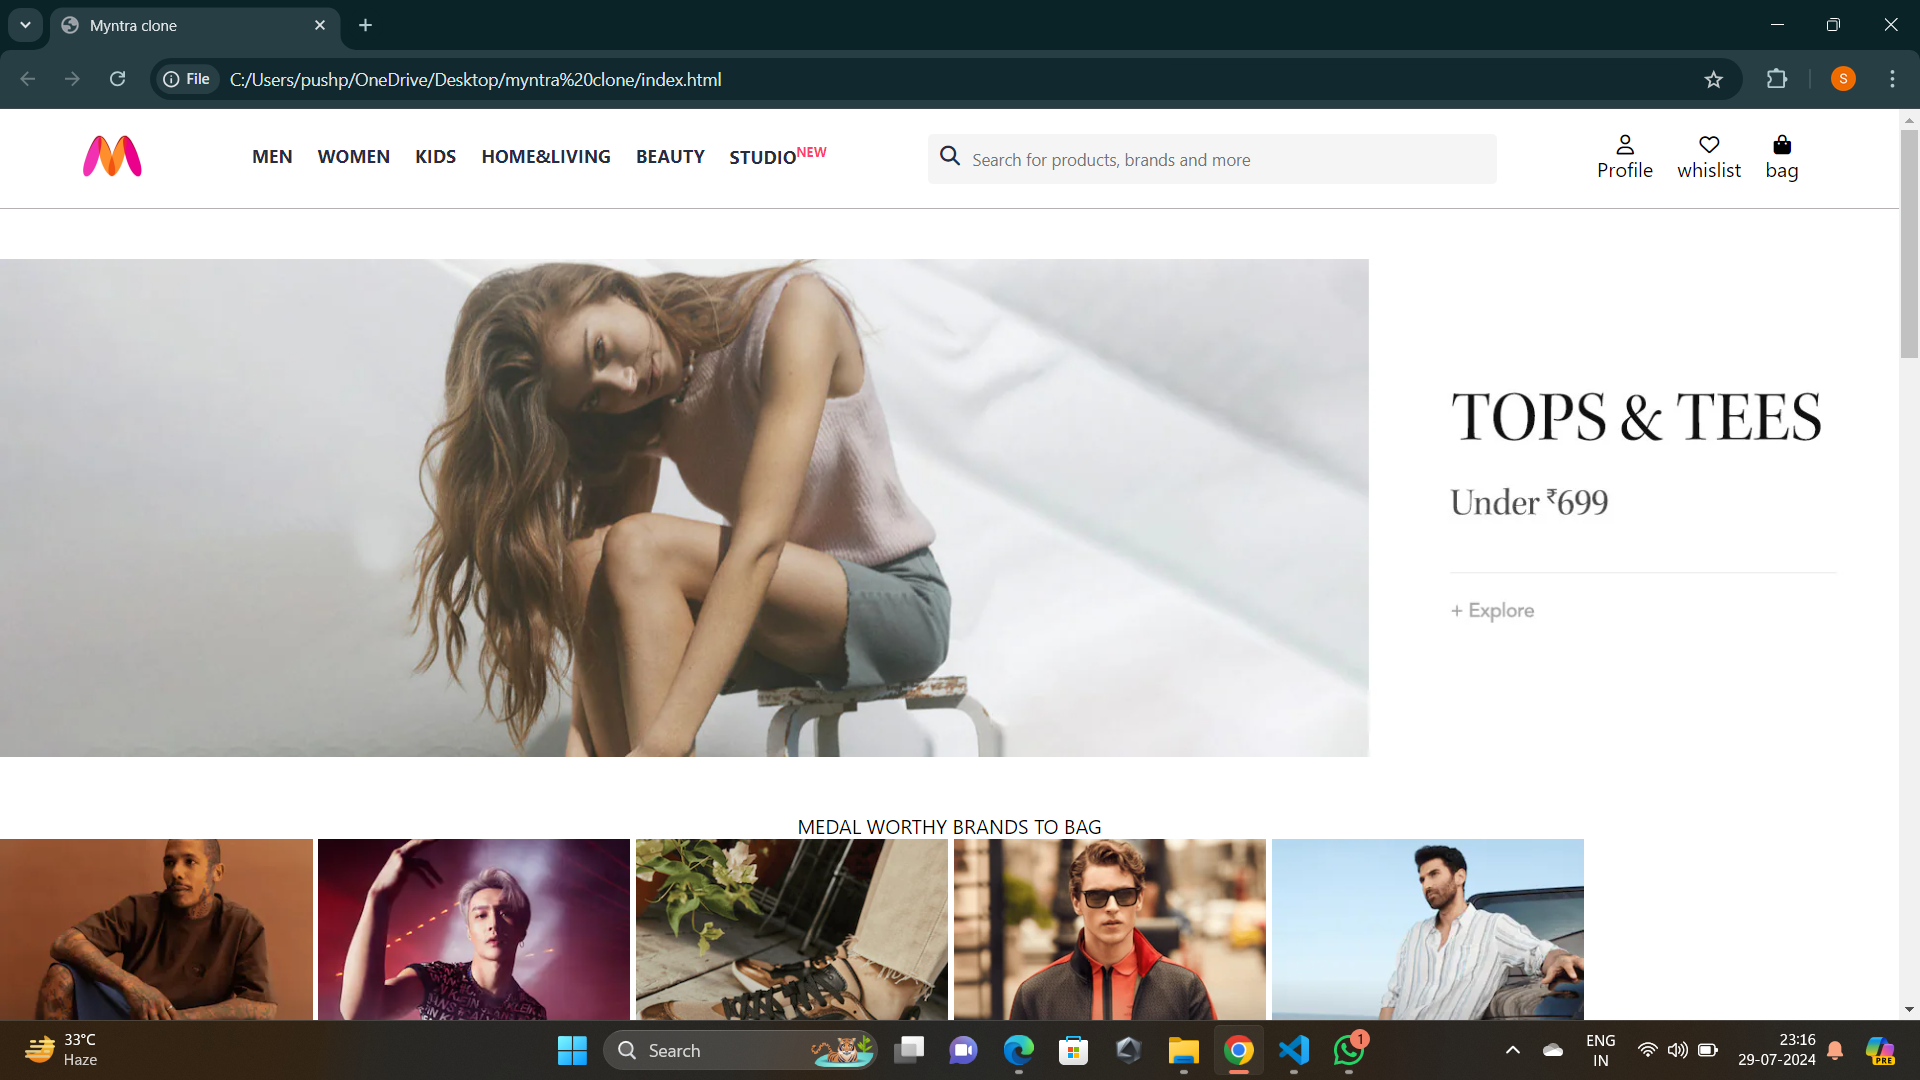 Myntra clone
File C:/Users/pushp/OneDrive/Desktop/myntra%20clone/index.html
S
MEN WOMEN KIDS HOME&LIVING BEAUTY STUDIO NEW
Search for products, brands and more
Profile whislist bag
TOPS & TEES
Under ₹699
+ Explore
MEDAL WORTHY BRANDS TO BAG
33°C
Haze
Search
1
ENG
IN
23:16
29-07-2024
PRE